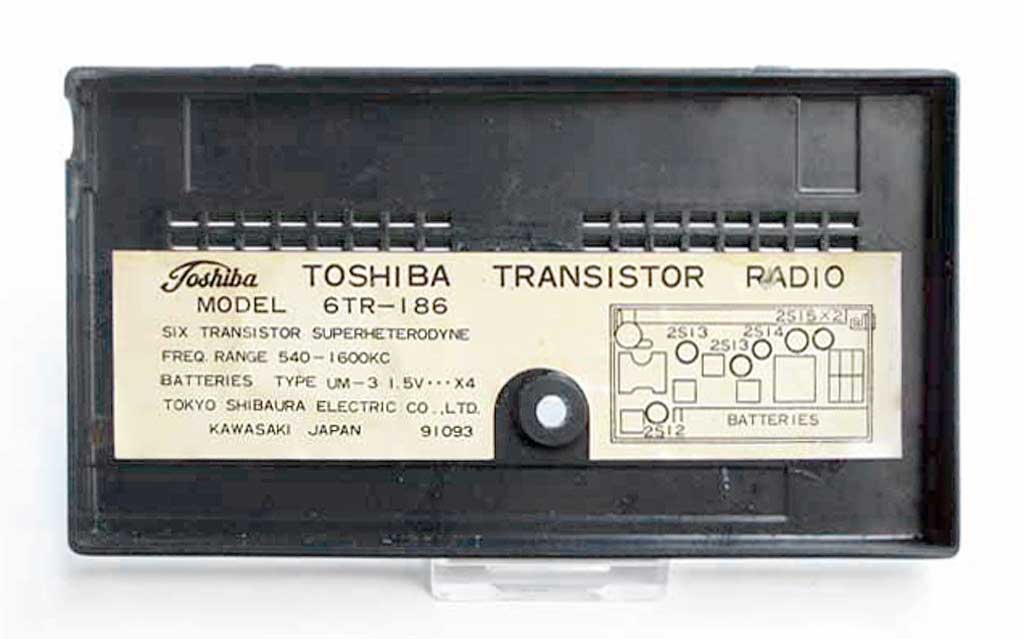 Toshiba TOSHIBA TRANSISTOR RADIO
MODEL 6TR-186
SIX TRANSISTOR SUPERHETERODYNE
FREQ. RANGE 540-1600KC
BATTERIES TYPE UM-3 1.5V···X4
TOKYO SHIBAURA ELECTRIC CO.,LTD.
KAWASAKI JAPAN 91093
2S15×2
2S13 2S14
2S13
BATTERIES
2S12